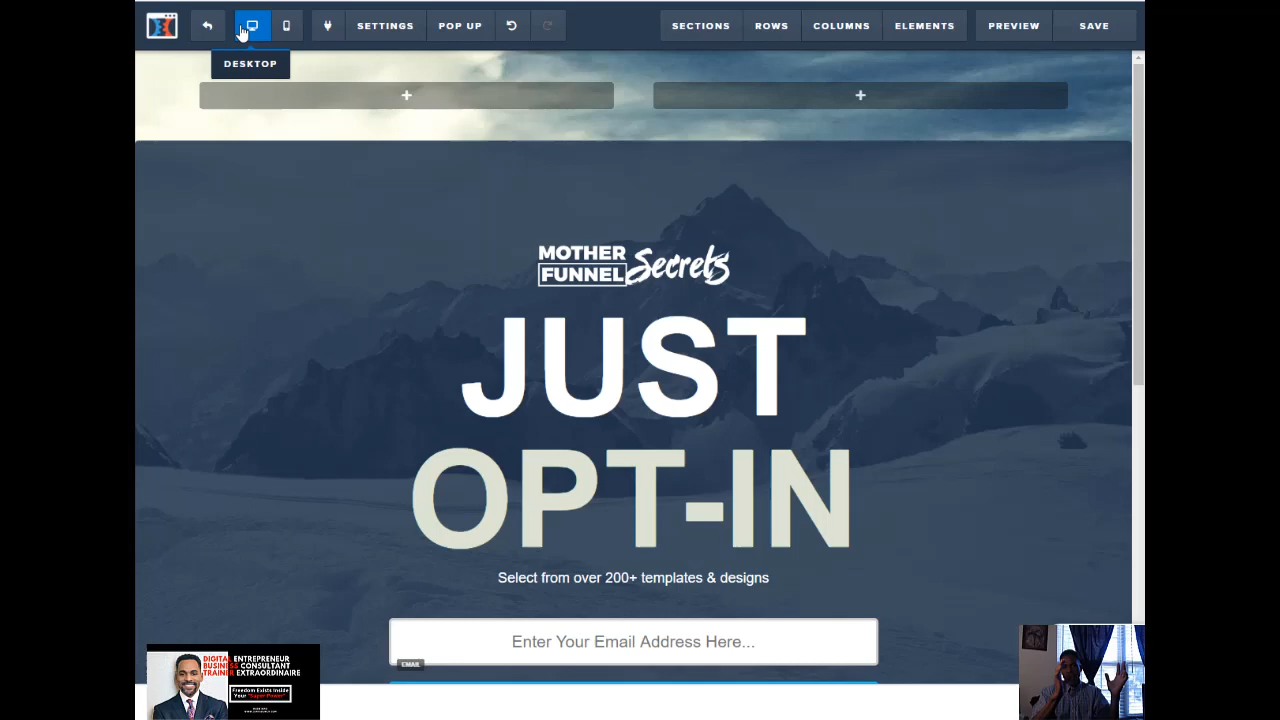 SETTINGS POP UP SECTIONS ROWS COLUMNS ELEMENTS PREVIEW SAVE
DESKTOP
+ +
MOTHER
FUNNEL Secrets
JUST
OPT-IN
Select from over 200+ templates & designs
Enter Your Email Address Here...
EMAIL
DIGITAL ENTREPRENEUR
BUSINESS CONSULTANT
TRAINER EXTRAORDINAIRE
Freedom Exists Inside
Your "Super Power"